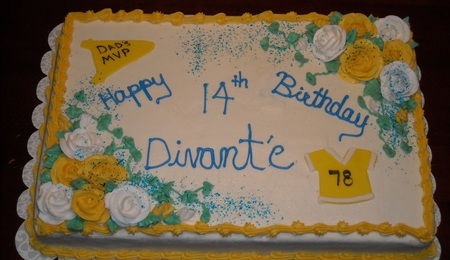 DAD'S
MVP
Happy 14th Birthday
Divant'e
78